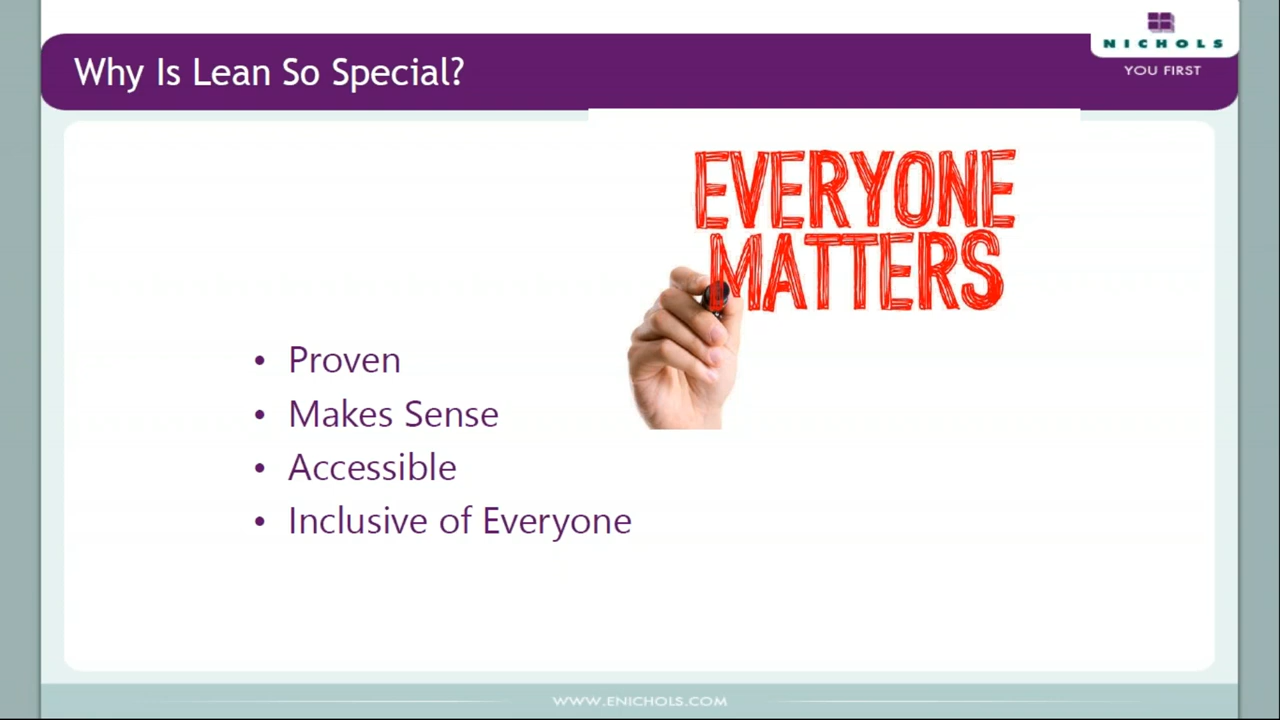 Why Is Lean So Special?
NICHOLS
YOU FIRST
EVERYONE
MATTERS
• Proven
• Makes Sense
• Accessible
• Inclusive of Everyone
WWW.ENICHOLS.COM